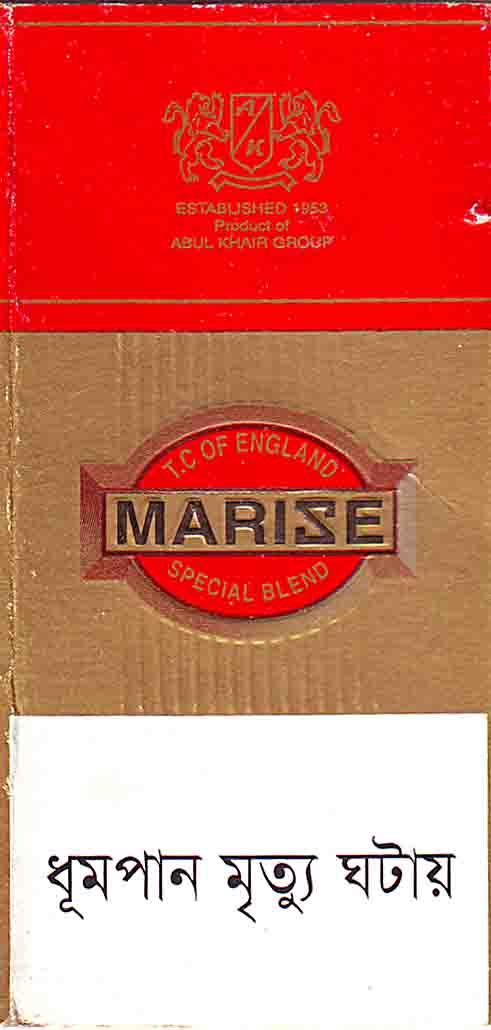 A/K
ESTABLISHED 1953
Product of
ABUL KHAIR GROUP
T.C OF ENGLAND
MARISE
SPECIAL BLEND
ধূমপান মৃত্যু ঘটায়